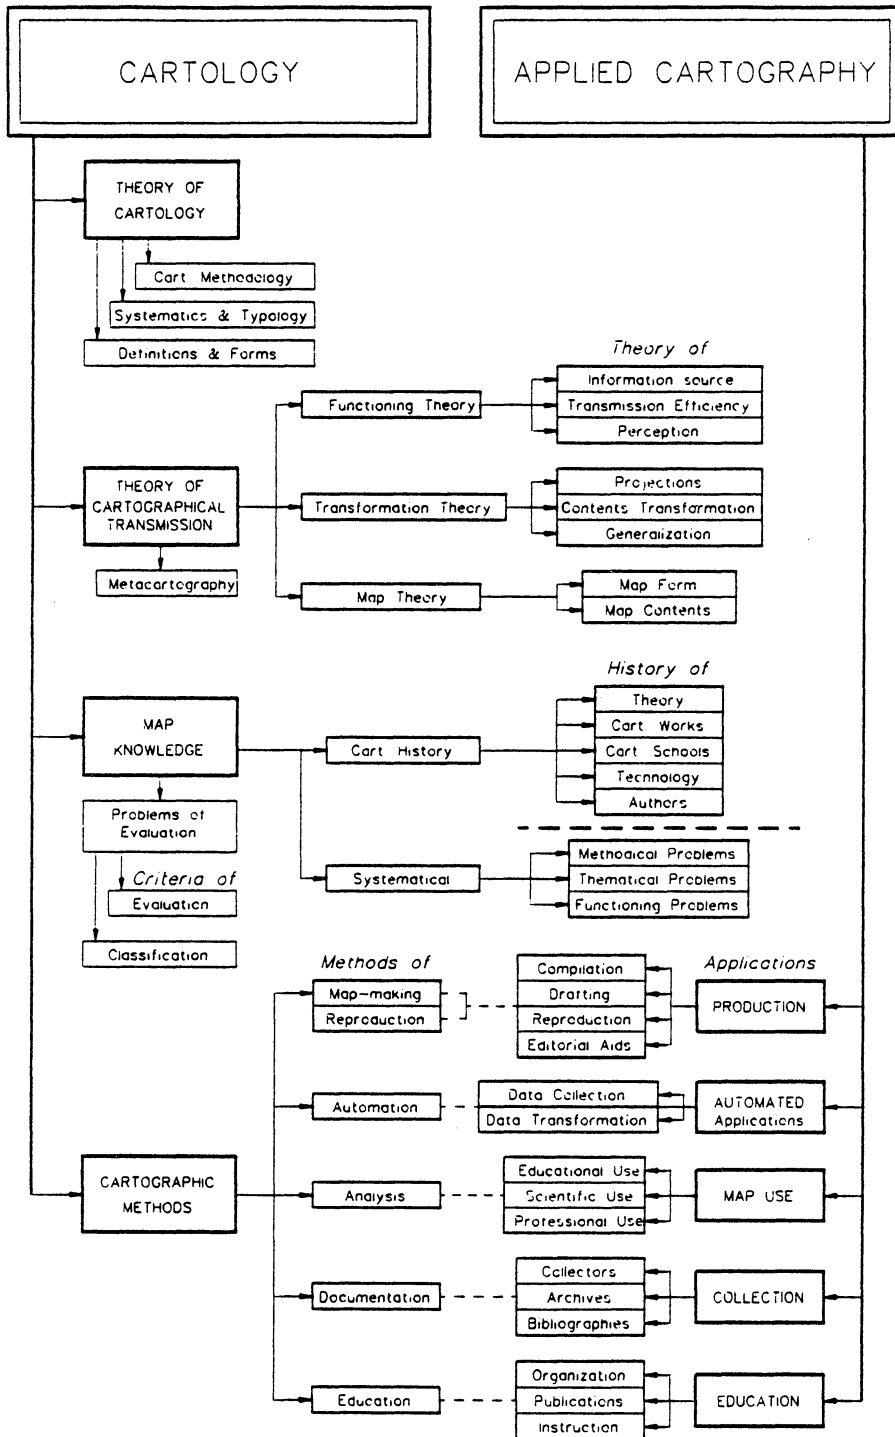 CARTOLOGY
APPLIED CARTOGRAPHY
THEORY OF
CARTOLOGY
Cart Methodology
Systematics & Typology
Definitions & Forms
Theory of
Functioning Theory
Information source
Transmission Efficiency
Perception
THEORY OF
CARTOGRAPHICAL
TRANSMISSION
Metacartography
Transformation Theory
Projections
Contents Transformation
Generalization
Map Theory
Map Form
Map Contents
History of
MAP
KNOWLEDGE
Problems of
Evaluation
Criteria of
Evaluation
Classification
Cart History
Theory
Cart Works
Cart Schools
Technology
Authors
Systematical
Methodical Problems
Thematical Problems
Functioning Problems
Methods of
Applications
Map-making
Reproduction
Compilation
Drafting
Reproduction
Editorial Aids
PRODUCTION
Automation
Data Collection
Data Transformation
AUTOMATED
Applications
CARTOGRAPHIC
METHODS
Analysis
Educational Use
Scientific Use
Professional Use
MAP USE
Documentation
Collectors
Archives
Bibliographies
COLLECTION
Education
Organization
Publications
Instruction
EDUCATION